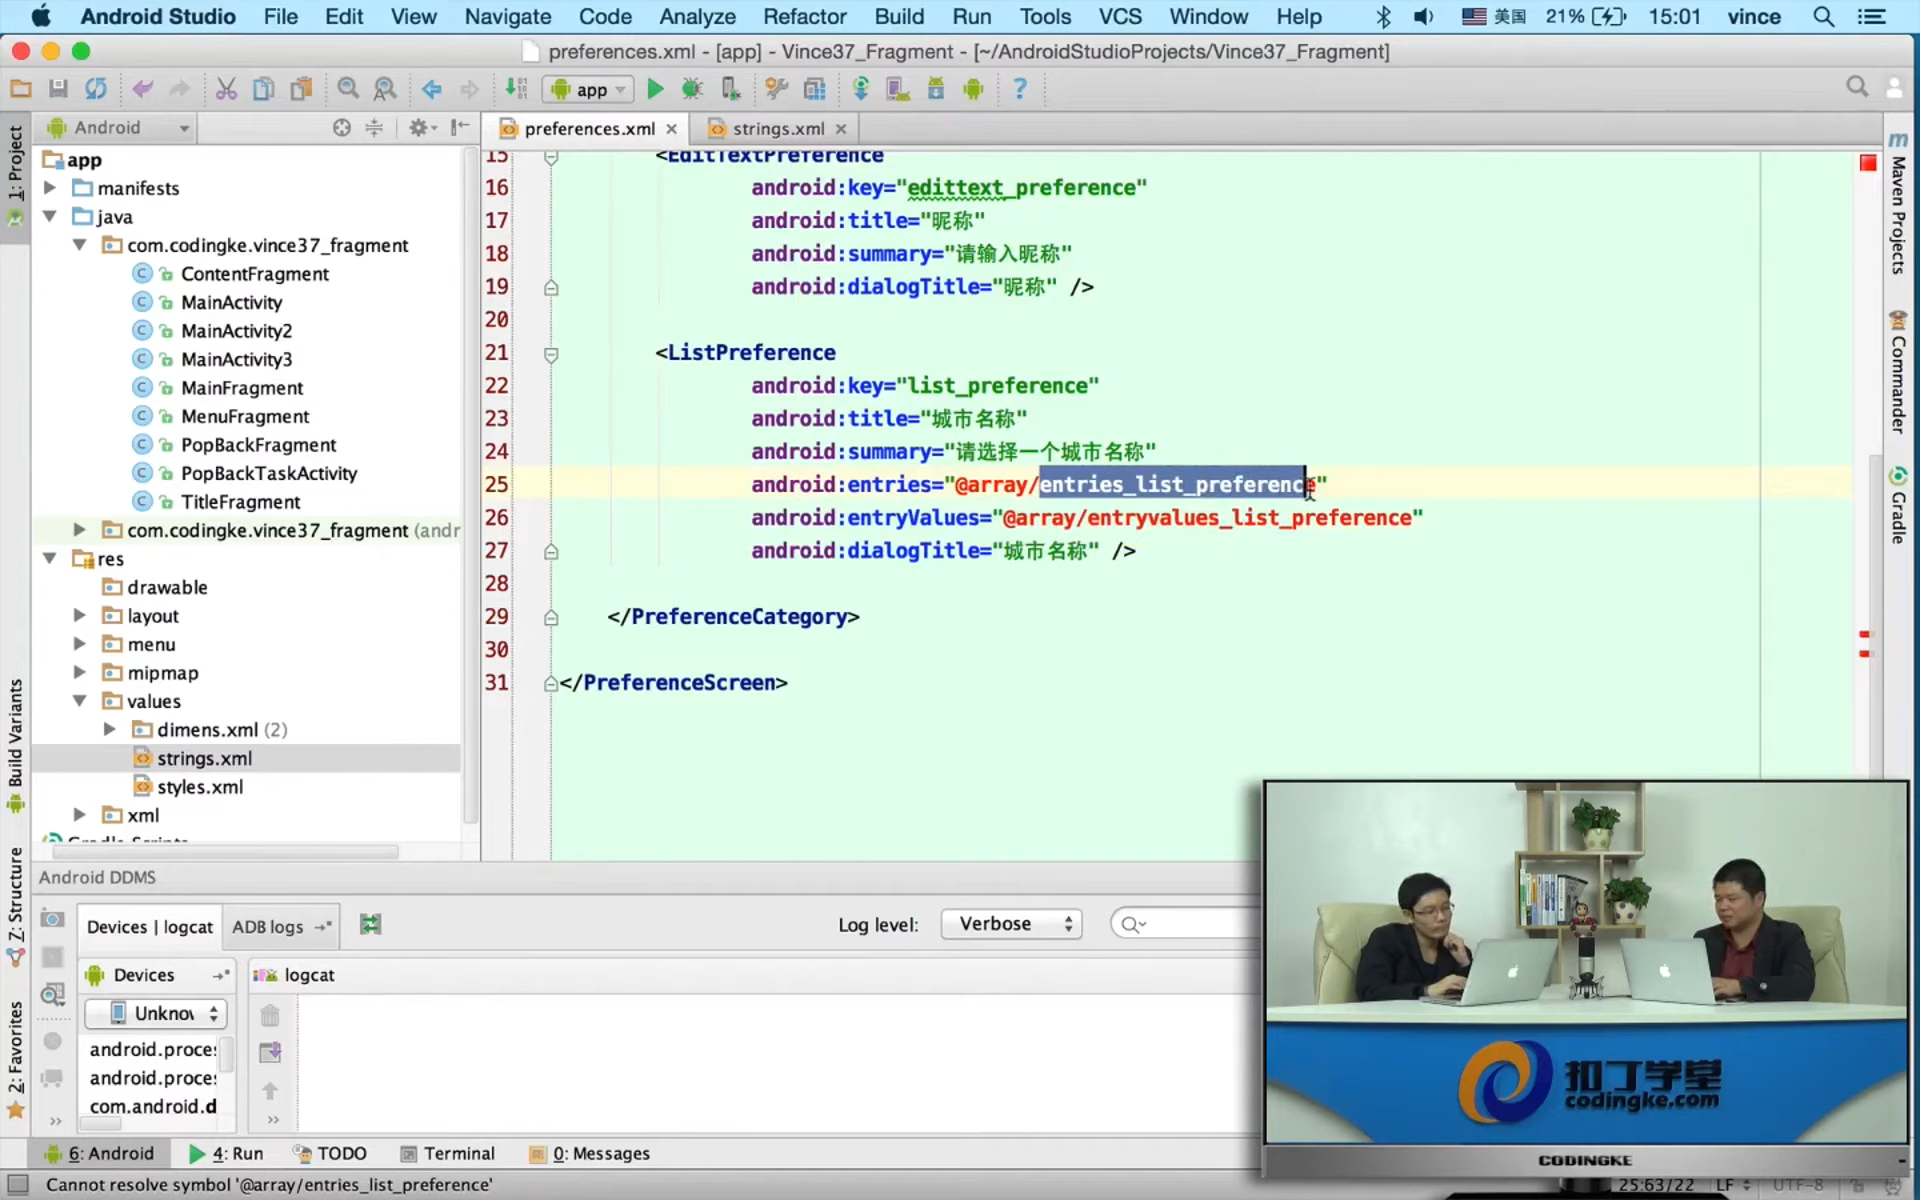 Android Studio File Edit View Navigate Code Analyze Refactor Build Run Tools VCS Window Help 美国 21% 15:01 vince
preferences.xml - [app] - Vince37_Fragment - [~/AndroidStudioProjects/Vince37_Fragment]
app
Android
preferences.xml
strings.xml
1: Project
app
manifests
java
com.codingke.vince37_fragment
ContentFragment
MainActivity
MainActivity2
MainActivity3
MainFragment
MenuFragment
PopBackFragment
PopBackTaskActivity
TitleFragment
com.codingke.vince37_fragment (andr
res
drawable
layout
menu
mipmap
values
dimens.xml (2)
strings.xml
styles.xml
xml
Build Variants
Z: Structure
2: Favorites
15 <EditTextPreference
16 android:key="edittext_preference"
17 android:title="昵称"
18 android:summary="请输入昵称"
19 android:dialogTitle="昵称" />
20
21 <ListPreference
22 android:key="list_preference"
23 android:title="城市名称"
24 android:summary="请选择一个城市名称"
25 android:entries="@array/entries_list_preference"
26 android:entryValues="@array/entryvalues_list_preference"
27 android:dialogTitle="城市名称" />
28
29 </PreferenceCategory>
30
31 </PreferenceScreen>
Maven Projects
Commander
Gradle
Android DDMS
Devices | logcat
ADB logs
Log level: Verbose
Devices
logcat
Unknov
android.proce
android.proce
com.android.d
扣丁学堂
codingke.com
CODINGKE
6: Android 4: Run TODO Terminal 0: Messages
Cannot resolve symbol '@array/entries_list_preference'
25:63/22 LF UTF-8